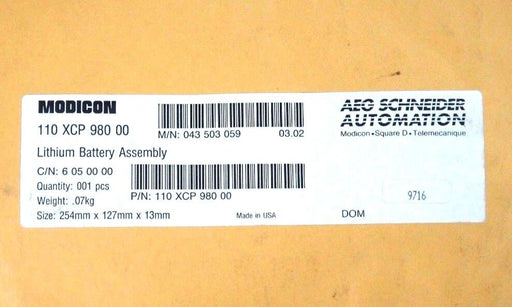 MODICON
110 XCP 980 00
M/N: 043 503 059 03.02
AEG SCHNEIDER
AUTOMATION
Modicon • Square D • Telemecanique
Lithium Battery Assembly
C/N: 6 05 00 00
Quantity: 001 pcs
Weight: .07kg
P/N: 110 XCP 980 00
9716
Size: 254mm x 127mm x 13mm
Made in USA
DOM